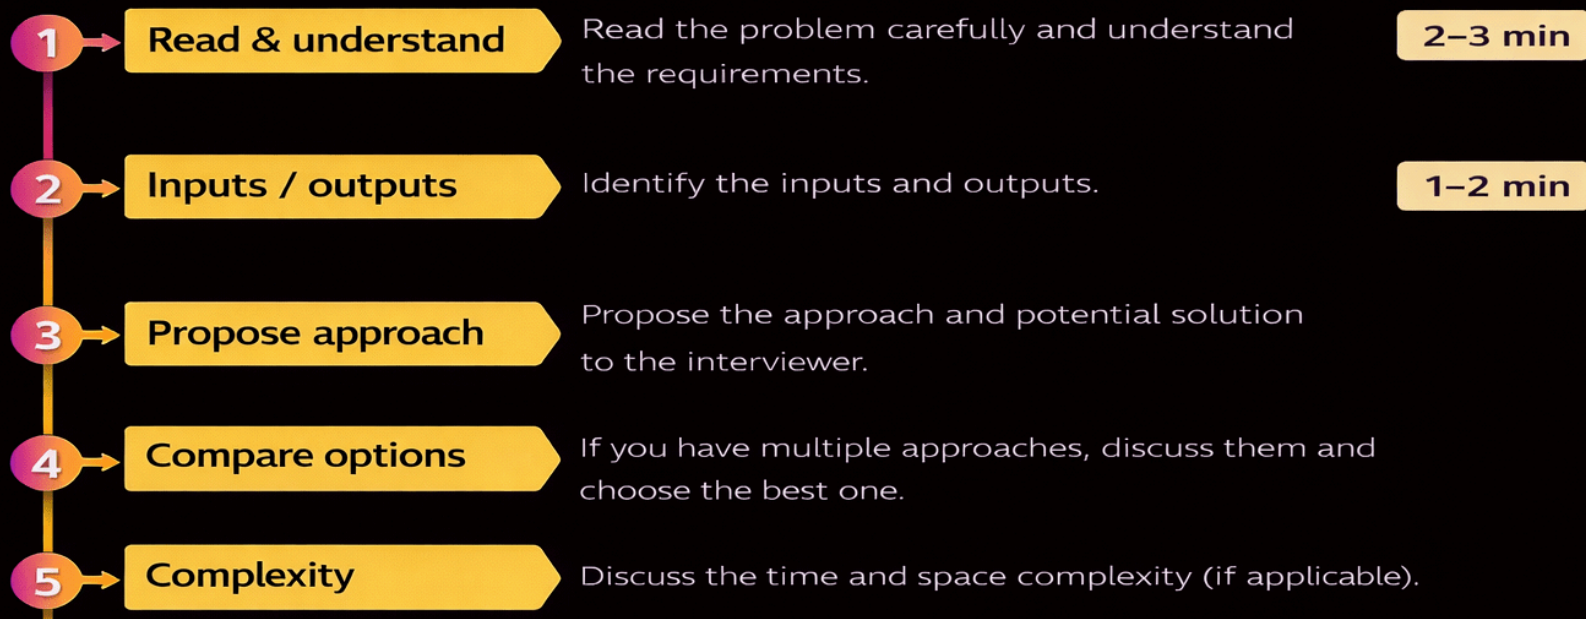 1
Read & understand
Read the problem carefully and understand
the requirements.
2–3 min
2
Inputs / outputs
Identify the inputs and outputs.
1–2 min
3
Propose approach
Propose the approach and potential solution
to the interviewer.
4
Compare options
If you have multiple approaches, discuss them and
choose the best one.
5
Complexity
Discuss the time and space complexity (if applicable).